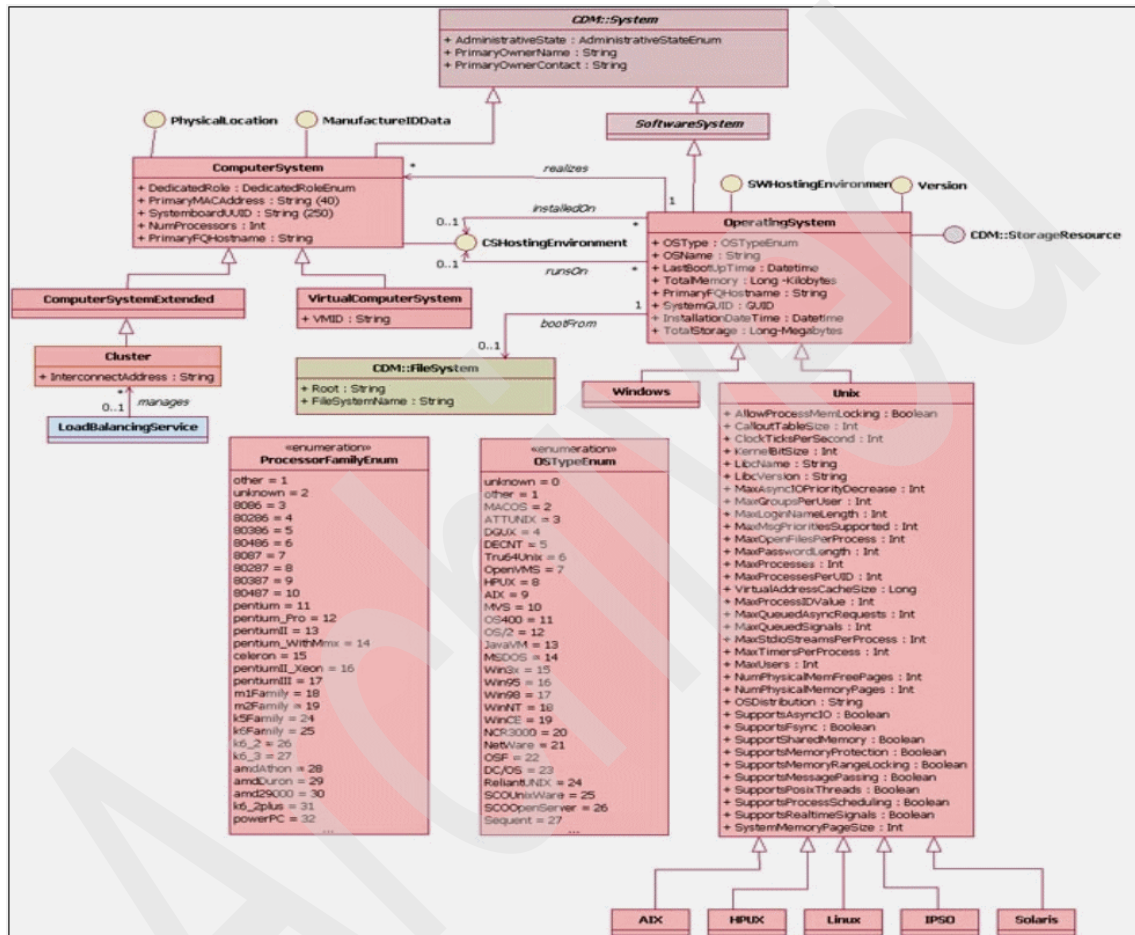 CDM::System
+ AdministrativeState : AdministrativeStateEnum
+ PrimaryOwnerName : String
+ PrimaryOwnerContact : String
SoftwareSystem
PhysicalLocation
ManufactureIDData
ComputerSystem
+ DedicatedRole : DedicatedRoleEnum
+ PrimaryMACAddress : String (40)
+ SystemboardUUID : String (250)
+ NumProcessors : Int
+ PrimaryFQHostname : String
*
realizes
1
installedOn
0..1
*
CSHostingEnvironment
0..1
runsOn
*
SWHostingEnvironment
Version
OperatingSystem
+ OSType : OSTypeEnum
+ OSName : String
+ LastBootUpTime : Datetime
+ TotalMemory : Long -Kilobytes
+ PrimaryFQHostname : String
+ SystemGUID : GUID
+ InstallationDateTime : Datetime
+ TotalStorage : Long-Megabytes
CDM::StorageResource
ComputerSystemExtended
VirtualComputerSystem
+ VMID : String
1
bootFrom
0..1
Cluster
+ InterconnectAddress : String
*
manages
0..1
LoadBalancingService
CDM::FileSystem
+ Root : String
+ FileSystemName : String
Windows
Unix
+ AllowProcessMemLocking : Boolean
+ CalloutTableSize : Int
+ ClockTicksPerSecond : Int
+ KernelBitSize : Int
+ LibcName : String
+ LibcVersion : String
+ MaxAsyncIOPriorityDecrease : Int
+ MaxGroupsPerUser : Int
+ MaxLoginNameLength : Int
+ MaxMsgPrioritiesSupported : Int
+ MaxOpenFilesPerProcess : Int
+ MaxPasswordLength : Int
+ MaxProcesses : Int
+ MaxProcessesPerUID : Int
+ VirtualAddressCacheSize : Long
+ MaxProcessIDValue : Int
+ MaxQueuedAsyncRequests : Int
+ MaxQueuedSignals : Int
+ MaxStdioStreamsPerProcess : Int
+ MaxTimersPerProcess : Int
+ MaxUsers : Int
+ NumPhysicalMemFreePages : Int
+ NumPhysicalMemoryPages : Int
+ OSDistribution : String
+ SupportsAsyncIO : Boolean
+ SupportsFsync : Boolean
+ SupportSharedMemory : Boolean
+ SupportsMemoryProtection : Boolean
+ SupportsMemoryRangeLocking : Boolean
+ SupportsMessagePassing : Boolean
+ SupportsPosixThreads : Boolean
+ SupportsProcessScheduling : Boolean
+ SupportsRealtimeSignals : Boolean
+ SystemMemoryPageSize : Int
«enumeration»
ProcessorFamilyEnum
other = 1
unknown = 2
8086 = 3
80286 = 4
80386 = 5
80486 = 6
8087 = 7
80287 = 8
80387 = 9
80487 = 10
pentium = 11
pentium_Pro = 12
pentiumII = 13
pentium_WithMmx = 14
celeron = 15
pentiumII_Xeon = 16
pentiumIII = 17
m1Family = 18
m2Family = 19
k5Family = 24
k6Family = 25
k6_2 = 26
k6_3 = 27
amdAthon = 28
amdDuron = 29
amd29000 = 30
k6_2plus = 31
powerPC = 32
...
«enumeration»
OSTypeEnum
unknown = 0
other = 1
MACOS = 2
ATTUNIX = 3
DGUX = 4
DECNT = 5
Tru64Unix = 6
OpenVMS = 7
HPUX = 8
AIX = 9
MVS = 10
OS400 = 11
OS/2 = 12
JavaVM = 13
MSDOS = 14
Win3x = 15
Win95 = 16
Win98 = 17
WinNT = 18
WinCE = 19
NCR3000 = 20
NetWare = 21
OSF = 22
DC/OS = 23
ReliantUNIX = 24
SCOUnixWare = 25
SCOOpenServer = 26
Sequent = 27
...
AIX
HPUX
Linux
IPSO
Solaris